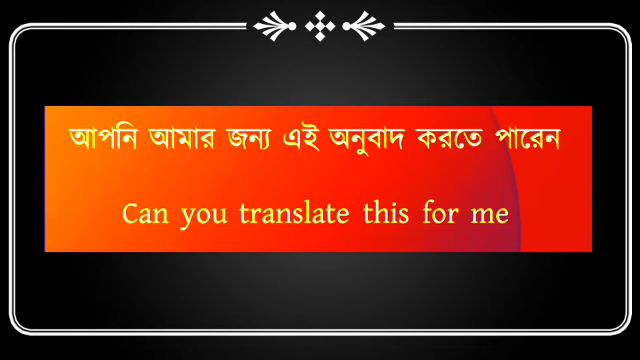 আপনি আমার জন্য এই অনুবাদ করতে পারেন
Can you translate this for me